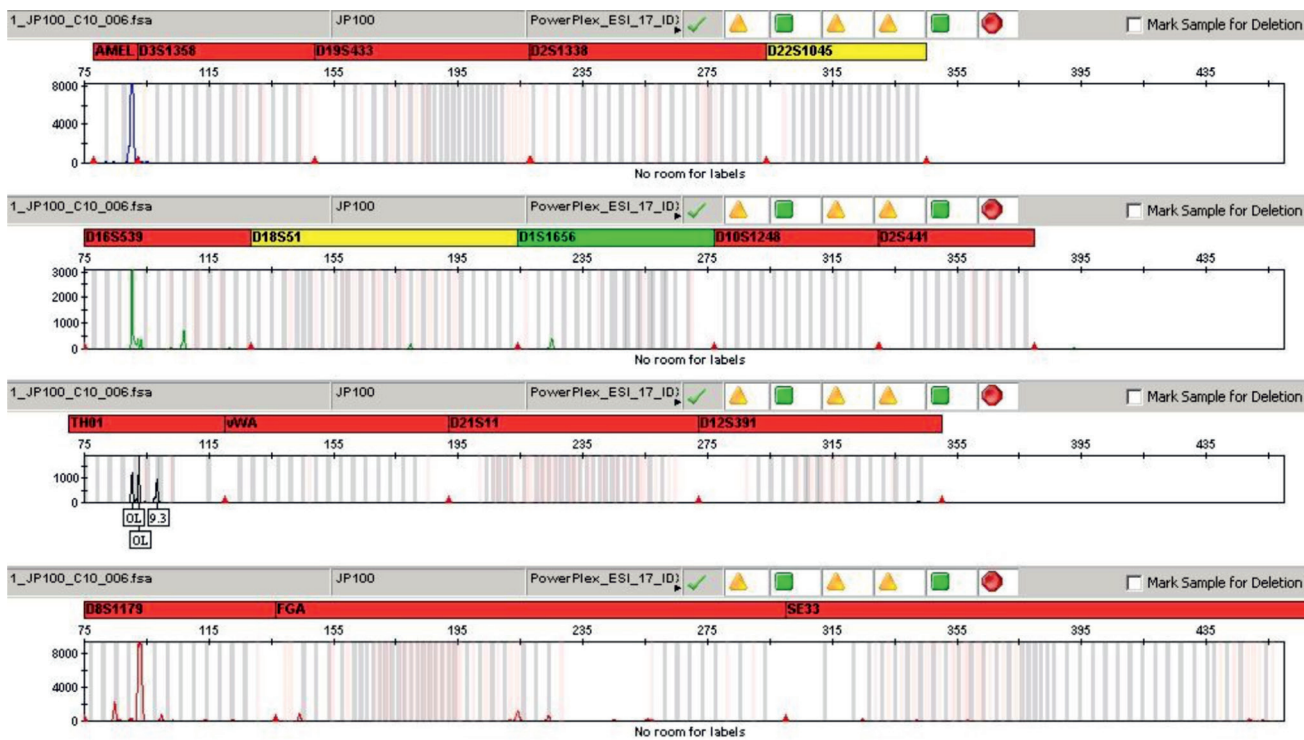 1_JP100_C10_006.fsa JP100 PowerPlex_ESI_17_ID} Mark Sample for Deletion
AMEL D3S1358 D19S433 D2S1338 D22S1045
75 115 155 195 235 275 315 355 395 435
8000
4000
0
No room for labels
1_JP100_C10_006.fsa JP100 PowerPlex_ESI_17_ID} Mark Sample for Deletion
D16S539 D18S51 D1S1656 D10S1248 D2S441
75 115 155 195 235 275 315 355 395 435
3000
2000
1000
0
No room for labels
1_JP100_C10_006.fsa JP100 PowerPlex_ESI_17_ID} Mark Sample for Deletion
TH01 vWA D21S11 D12S391
75 115 155 195 235 275 315 355 395 435
1000
0
OL 9.3
OL
1_JP100_C10_006.fsa JP100 PowerPlex_ESI_17_ID} Mark Sample for Deletion
D8S1179 FGA SE33
75 115 155 195 235 275 315 355 395 435
8000
4000
0
No room for labels